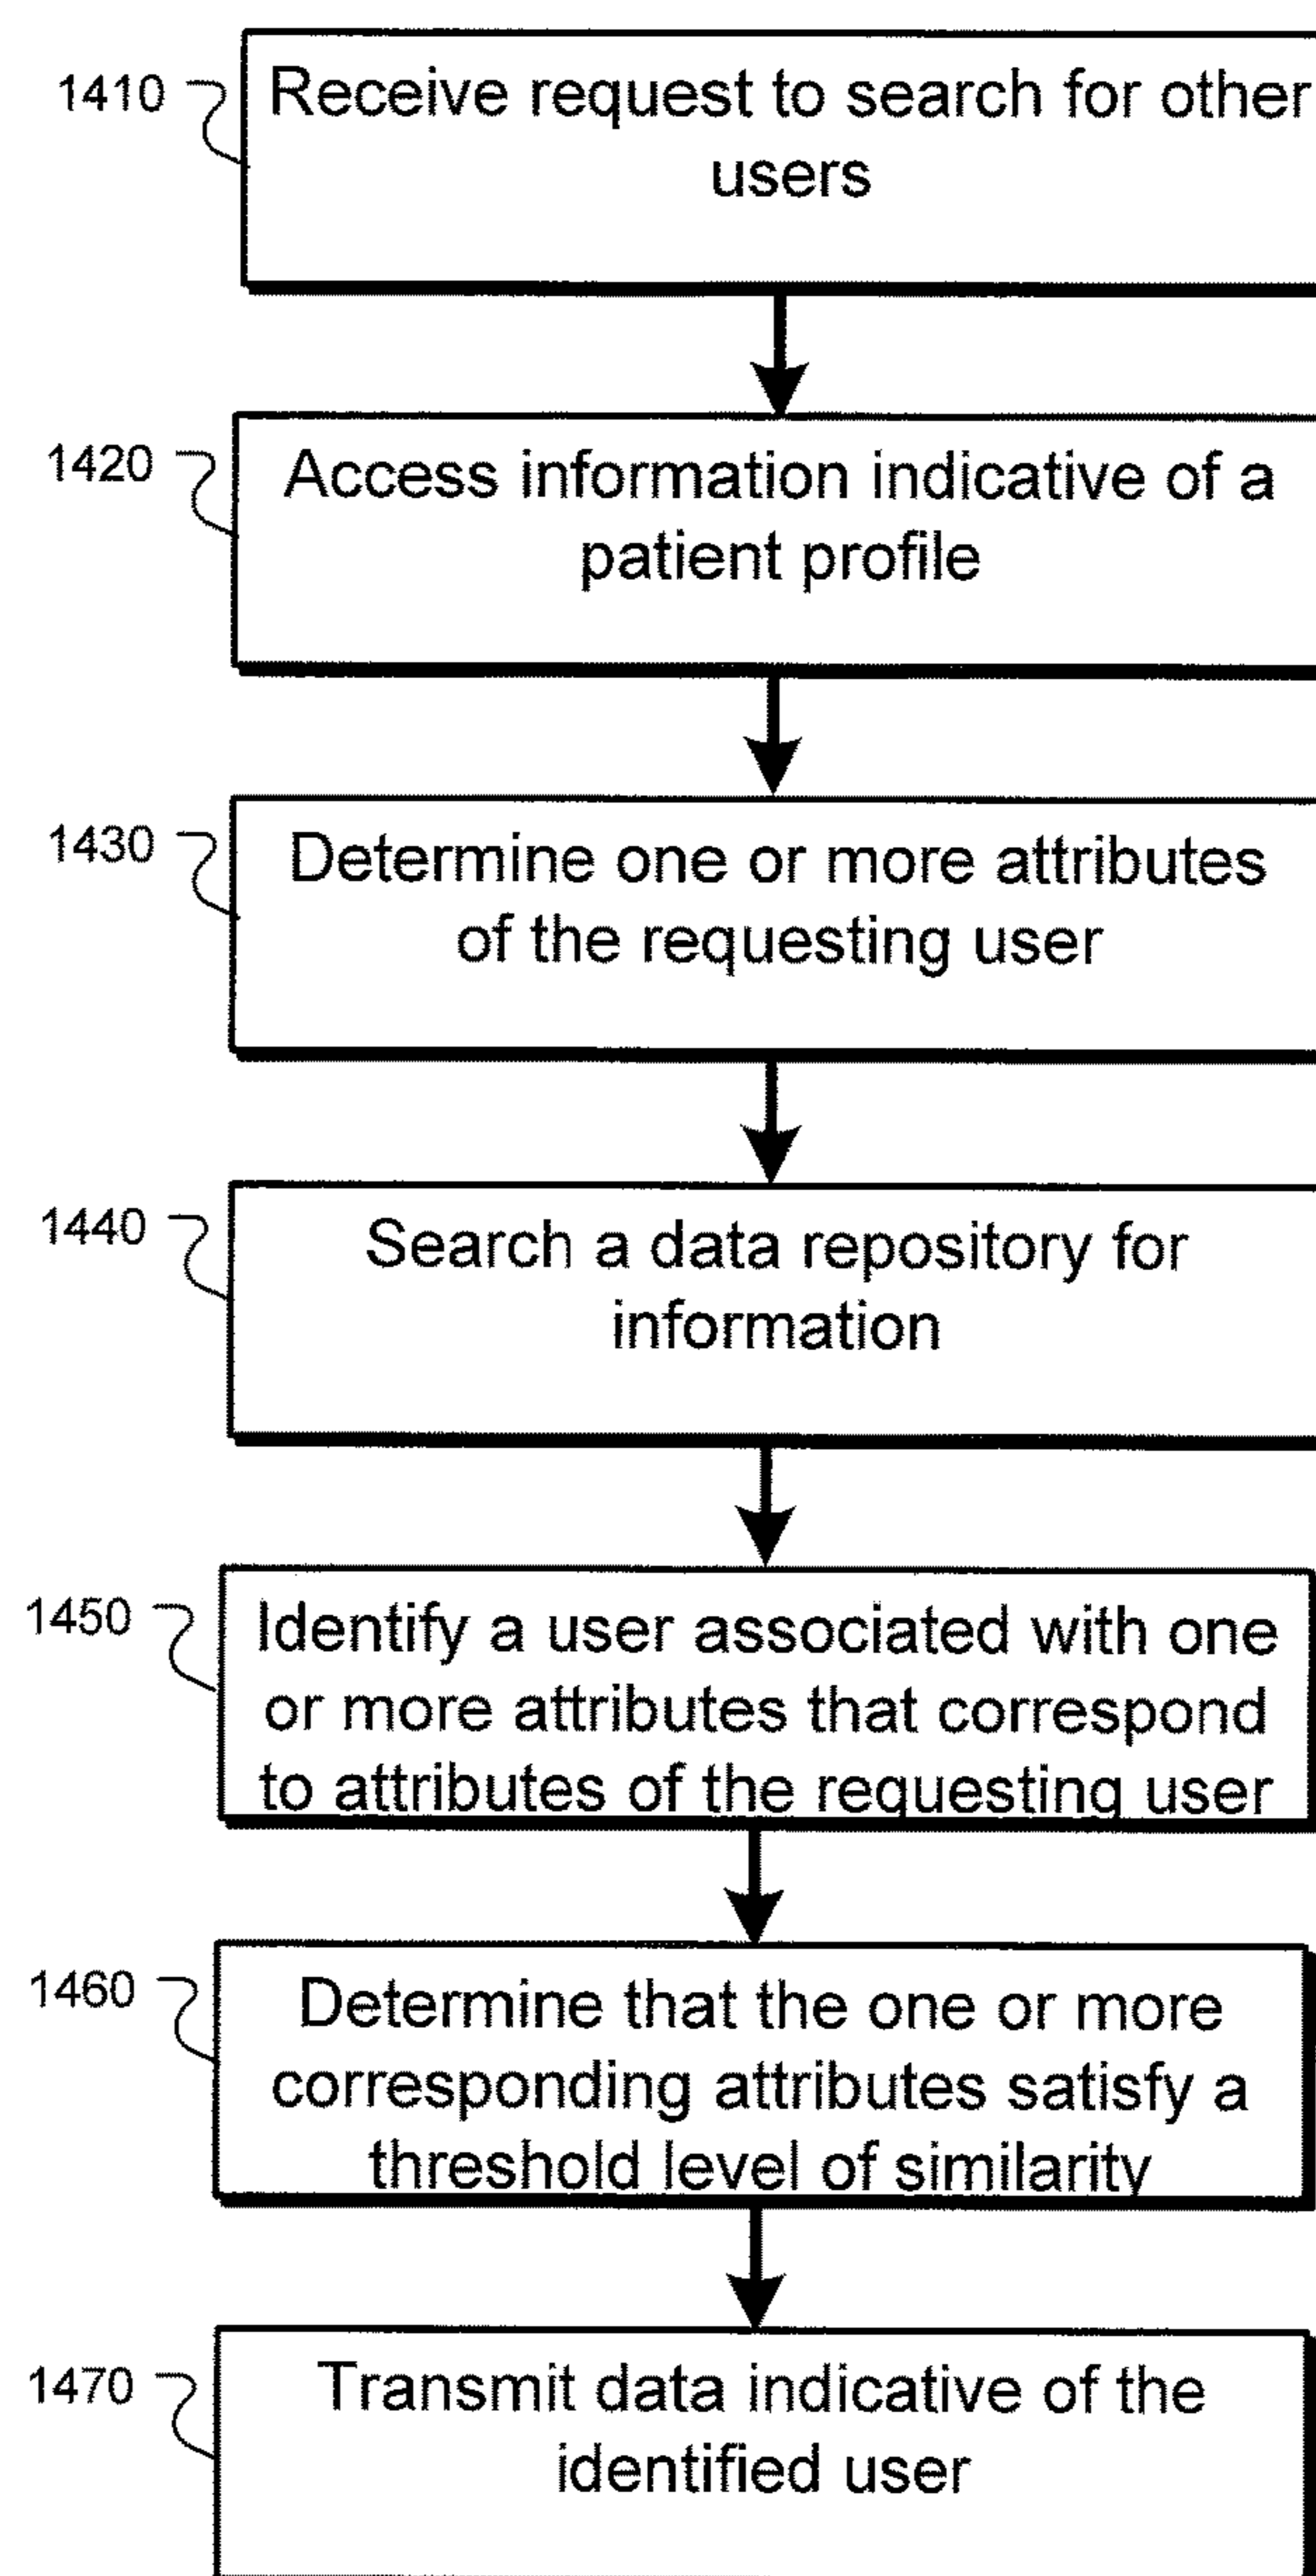 1410
Receive request to search for other
users
1420
Access information indicative of a
patient profile
1430
Determine one or more attributes
of the requesting user
1440
Search a data repository for
information
1450
Identify a user associated with one
or more attributes that correspond
to attributes of the requesting user
1460
Determine that the one or more
corresponding attributes satisfy a
threshold level of similarity
1470
Transmit data indicative of the
identified user